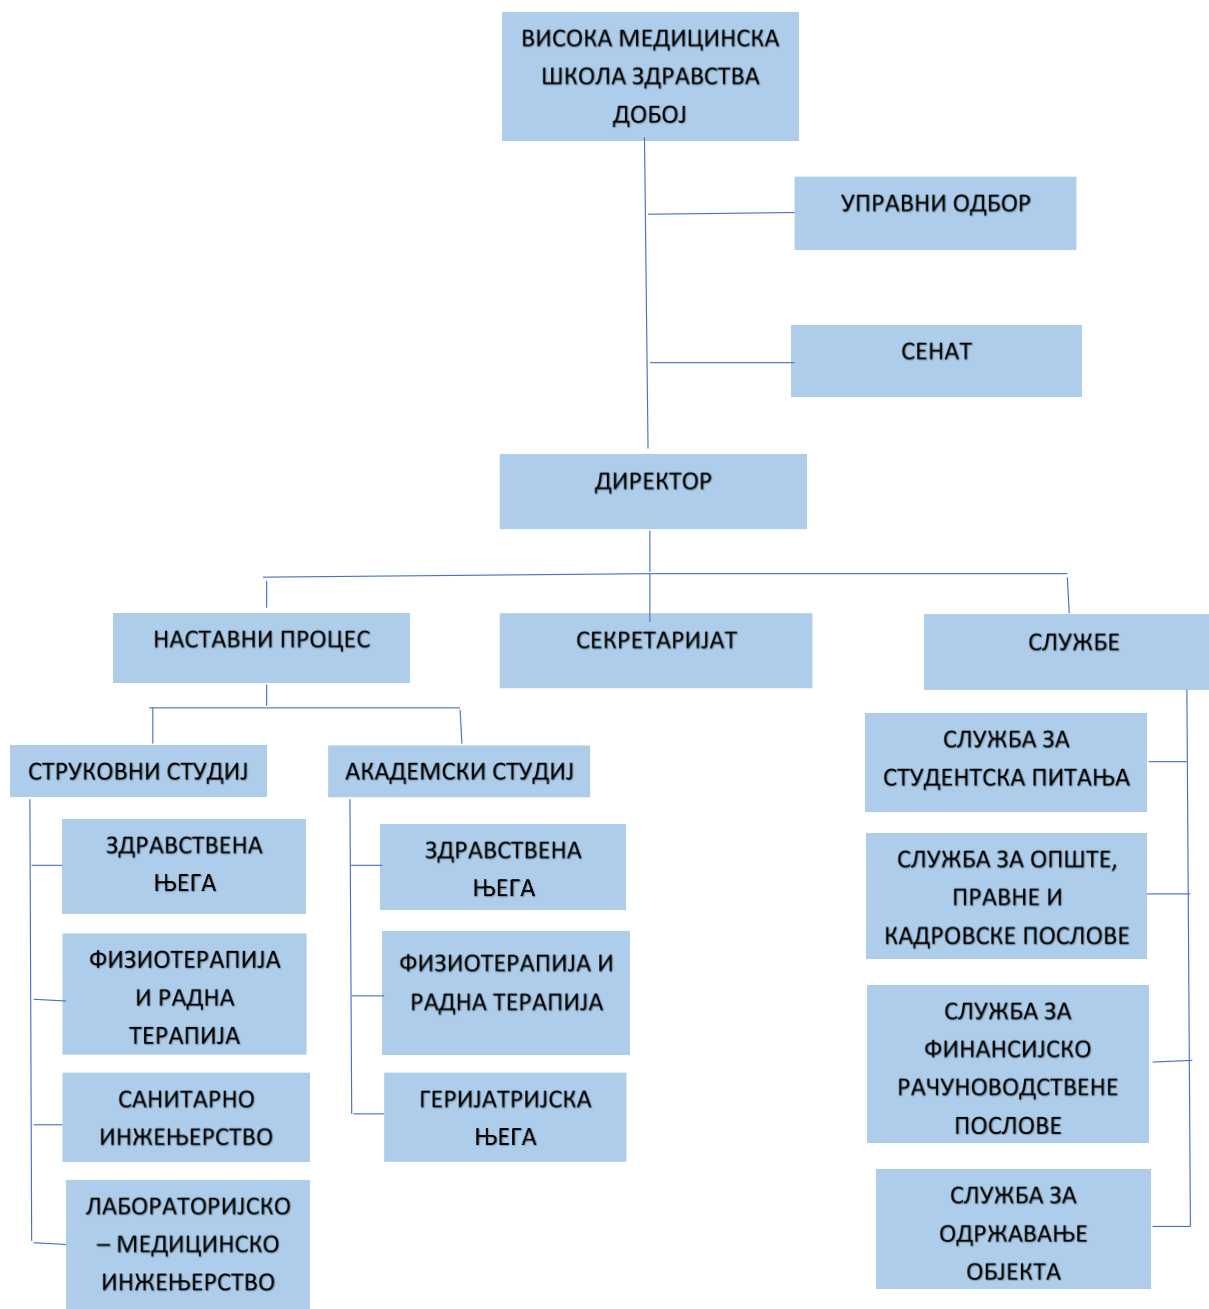 ВИСОКА МЕДИЦИНСКА
ШКОЛА ЗДРАВСТВА
ДОБОЈ
УПРАВНИ ОДБОР
СЕНАТ
ДИРЕКТОР
НАСТАВНИ ПРОЦЕС
СЕКРЕТАРИЈАТ
СЛУЖБЕ
СТРУКОВНИ СТУДИЈ
ЗДРАВСТВЕНА
ЊЕГА
ФИЗИОТЕРАПИЈА
И РАДНА
ТЕРАПИЈА
САНИТАРНО
ИНЖЕЊЕРСТВО
ЛАБОРАТОРИЈСКО
– МЕДИЦИНСКО
ИНЖЕЊЕРСТВО
АКАДЕМСКИ СТУДИЈ
ЗДРАВСТВЕНА
ЊЕГА
ФИЗИОТЕРАПИЈА И
РАДНА ТЕРАПИЈА
ГЕРИЈАТРИЈСКА
ЊЕГА
СЛУЖБА ЗА
СТУДЕНТСКА ПИТАЊА
СЛУЖБА ЗА ОПШТЕ,
ПРАВНЕ И
КАДРОВСКЕ ПОСЛОВЕ
СЛУЖБА ЗА
ФИНАНСИЈСКО
РАЧУНОВОДСТВЕНЕ
ПОСЛОВЕ
СЛУЖБА ЗА
ОДРЖАВАЊЕ
ОБЈЕКТА